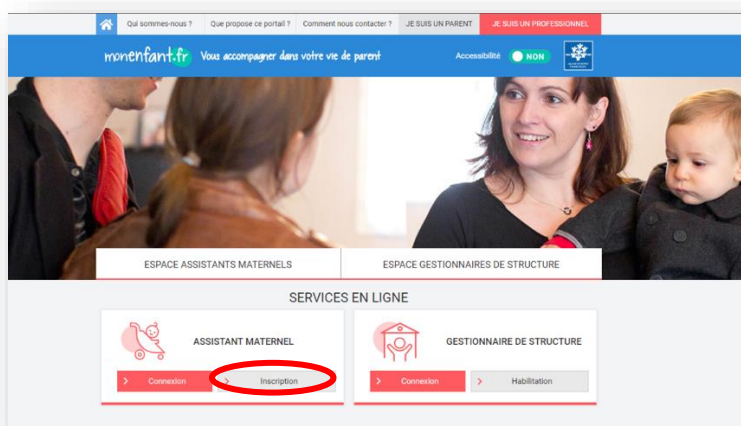 Qui sommes-nous ? Que propose ce portail ? Comment nous contacter ? JE SUIS UN PARENT JE SUIS UN PROFESSIONNEL
monenfant.fr Vous accompagner dans votre vie de parent Accessibilité NON
ESPACE ASSISTANTS MATERNELS ESPACE GESTIONNAIRES DE STRUCTURE
SERVICES EN LIGNE
ASSISTANT MATERNEL GESTIONNAIRE DE STRUCTURE
> Connexion > Inscription > Connexion > Habilitation